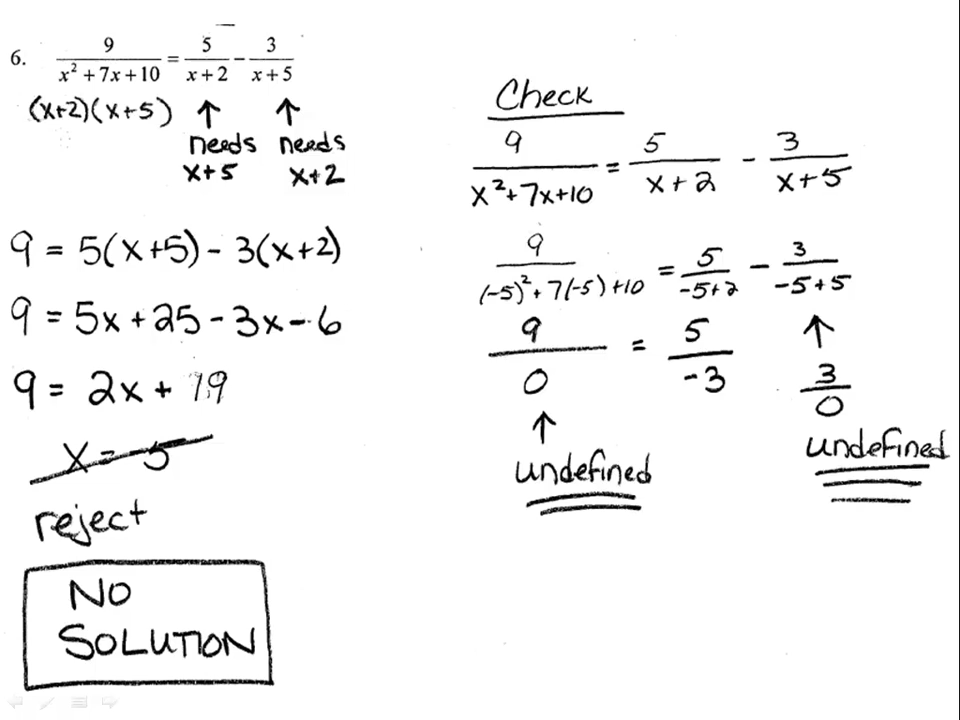 6. 9/(x² + 7x + 10) = 5/(x + 2) − 3/(x + 5)
(x+2)(x+5) ↑ ↑
needs x+5 needs x+2
9 = 5(x+5) − 3(x+2)
9 = 5x + 25 − 3x − 6
9 = 2x + 19
x = -5
reject
NO
SOLUTION
Check
9/(x²+7x+10) = 5/(x+2) − 3/(x+5)
9/((-5)²+7(-5)+10) = 5/(-5+2) − 3/(-5+5)
9/0 = 5/-3 ↑ 3/0
↑
undefined undefined